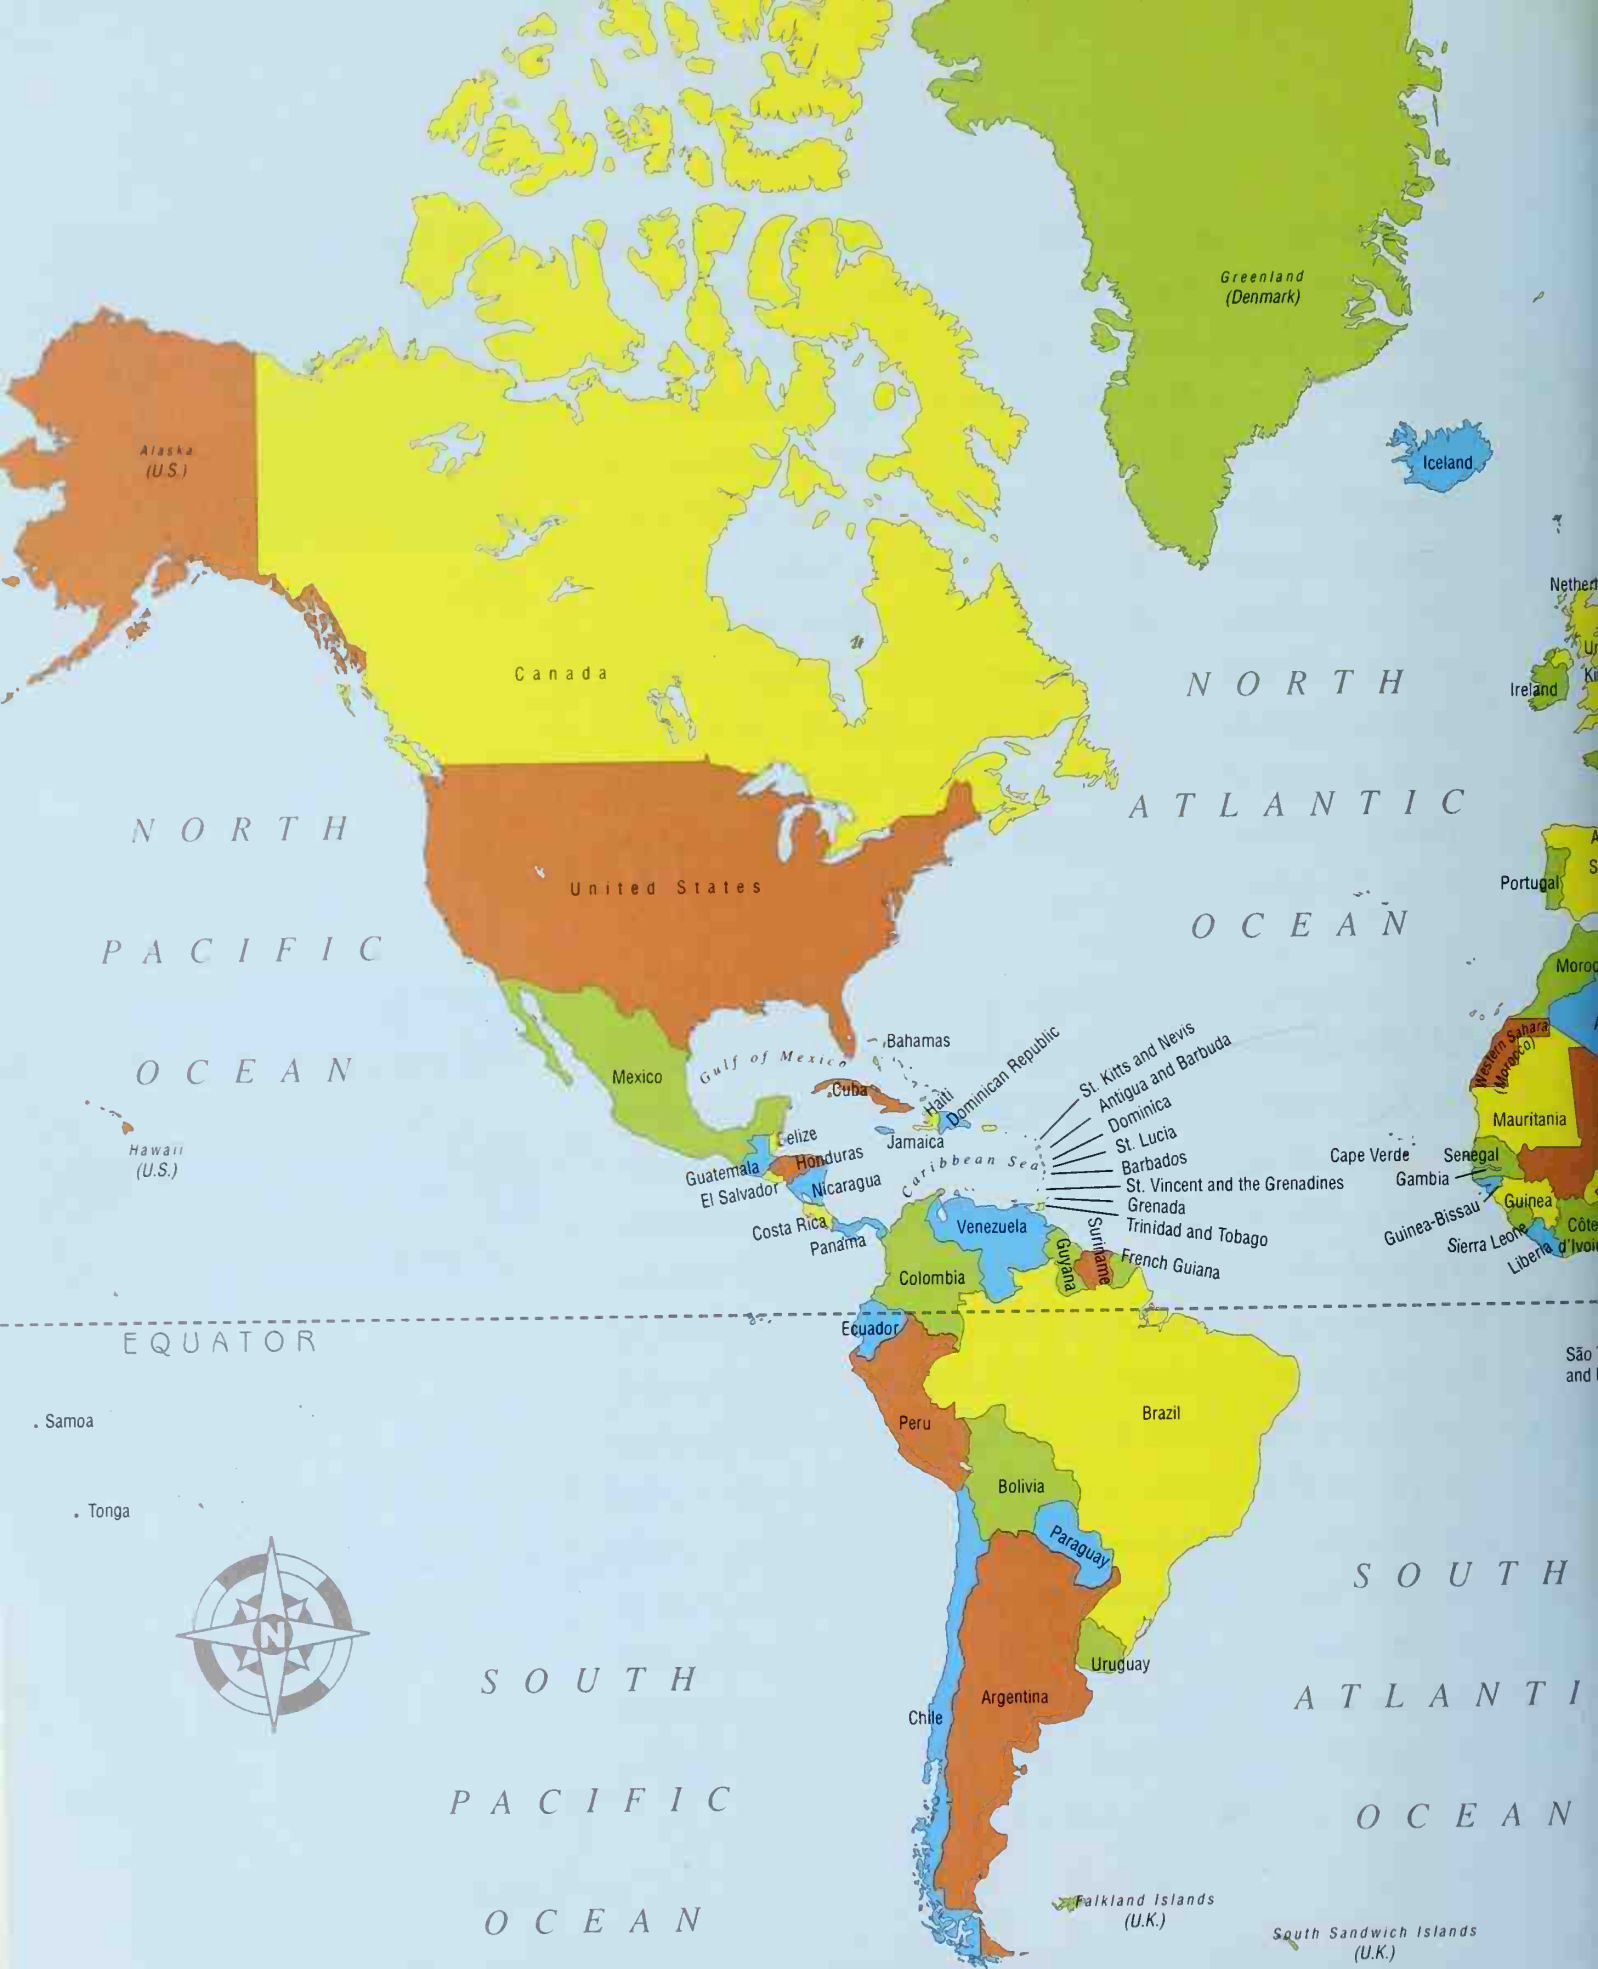 Greenland
(Denmark)
Iceland
Alaska
(U.S.)
Canada
Ireland
NORTH
ATLANTIC
OCEAN
NORTH
PACIFIC
OCEAN
United States
Portugal
Mexico
Gulf of Mexico
Bahamas
Cuba
Haiti
Dominican Republic
Jamaica
St. Kitts and Nevis
Antigua and Barbuda
Dominica
St. Lucia
Barbados
St. Vincent and the Grenadines
Grenada
Trinidad and Tobago
Caribbean Sea
Hawaii
(U.S.)
Belize
Guatemala
Honduras
El Salvador
Nicaragua
Costa Rica
Panama
Western Sahara
(Morocco)
Mauritania
Cape Verde
Senegal
Gambia
Guinea-Bissau
Guinea
Sierra Leone
Liberia
Côte
Venezuela
Guyana
Suriname
French Guiana
Colombia
Ecuador
EQUATOR
São
and
Samoa
Tonga
Peru
Brazil
Bolivia
Paraguay
N
Uruguay
Argentina
Chile
SOUTH
PACIFIC
OCEAN
SOUTH
ATLANTI
OCEAN
Falkland Islands
(U.K.)
South Sandwich Islands
(U.K.)